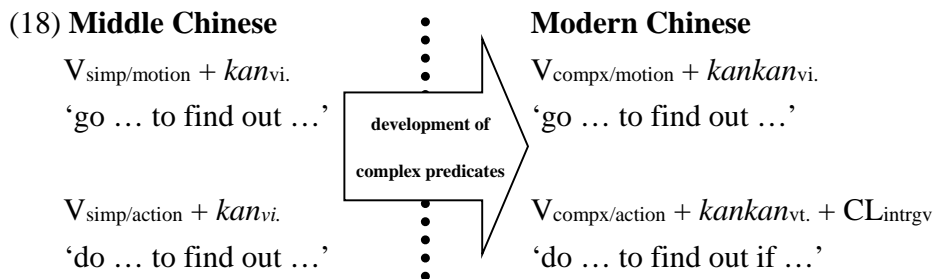 (18) Middle Chinese Modern Chinese
Vsimp/motion + kanvi. Vcompx/motion + kankanvi.
‘go … to find out …’ development of ‘go … to find out …’
complex predicates
Vsimp/action + kanvi. Vcompx/action + kankanvt. + CLintrgv
‘do … to find out …’ ‘do … to find out if …’